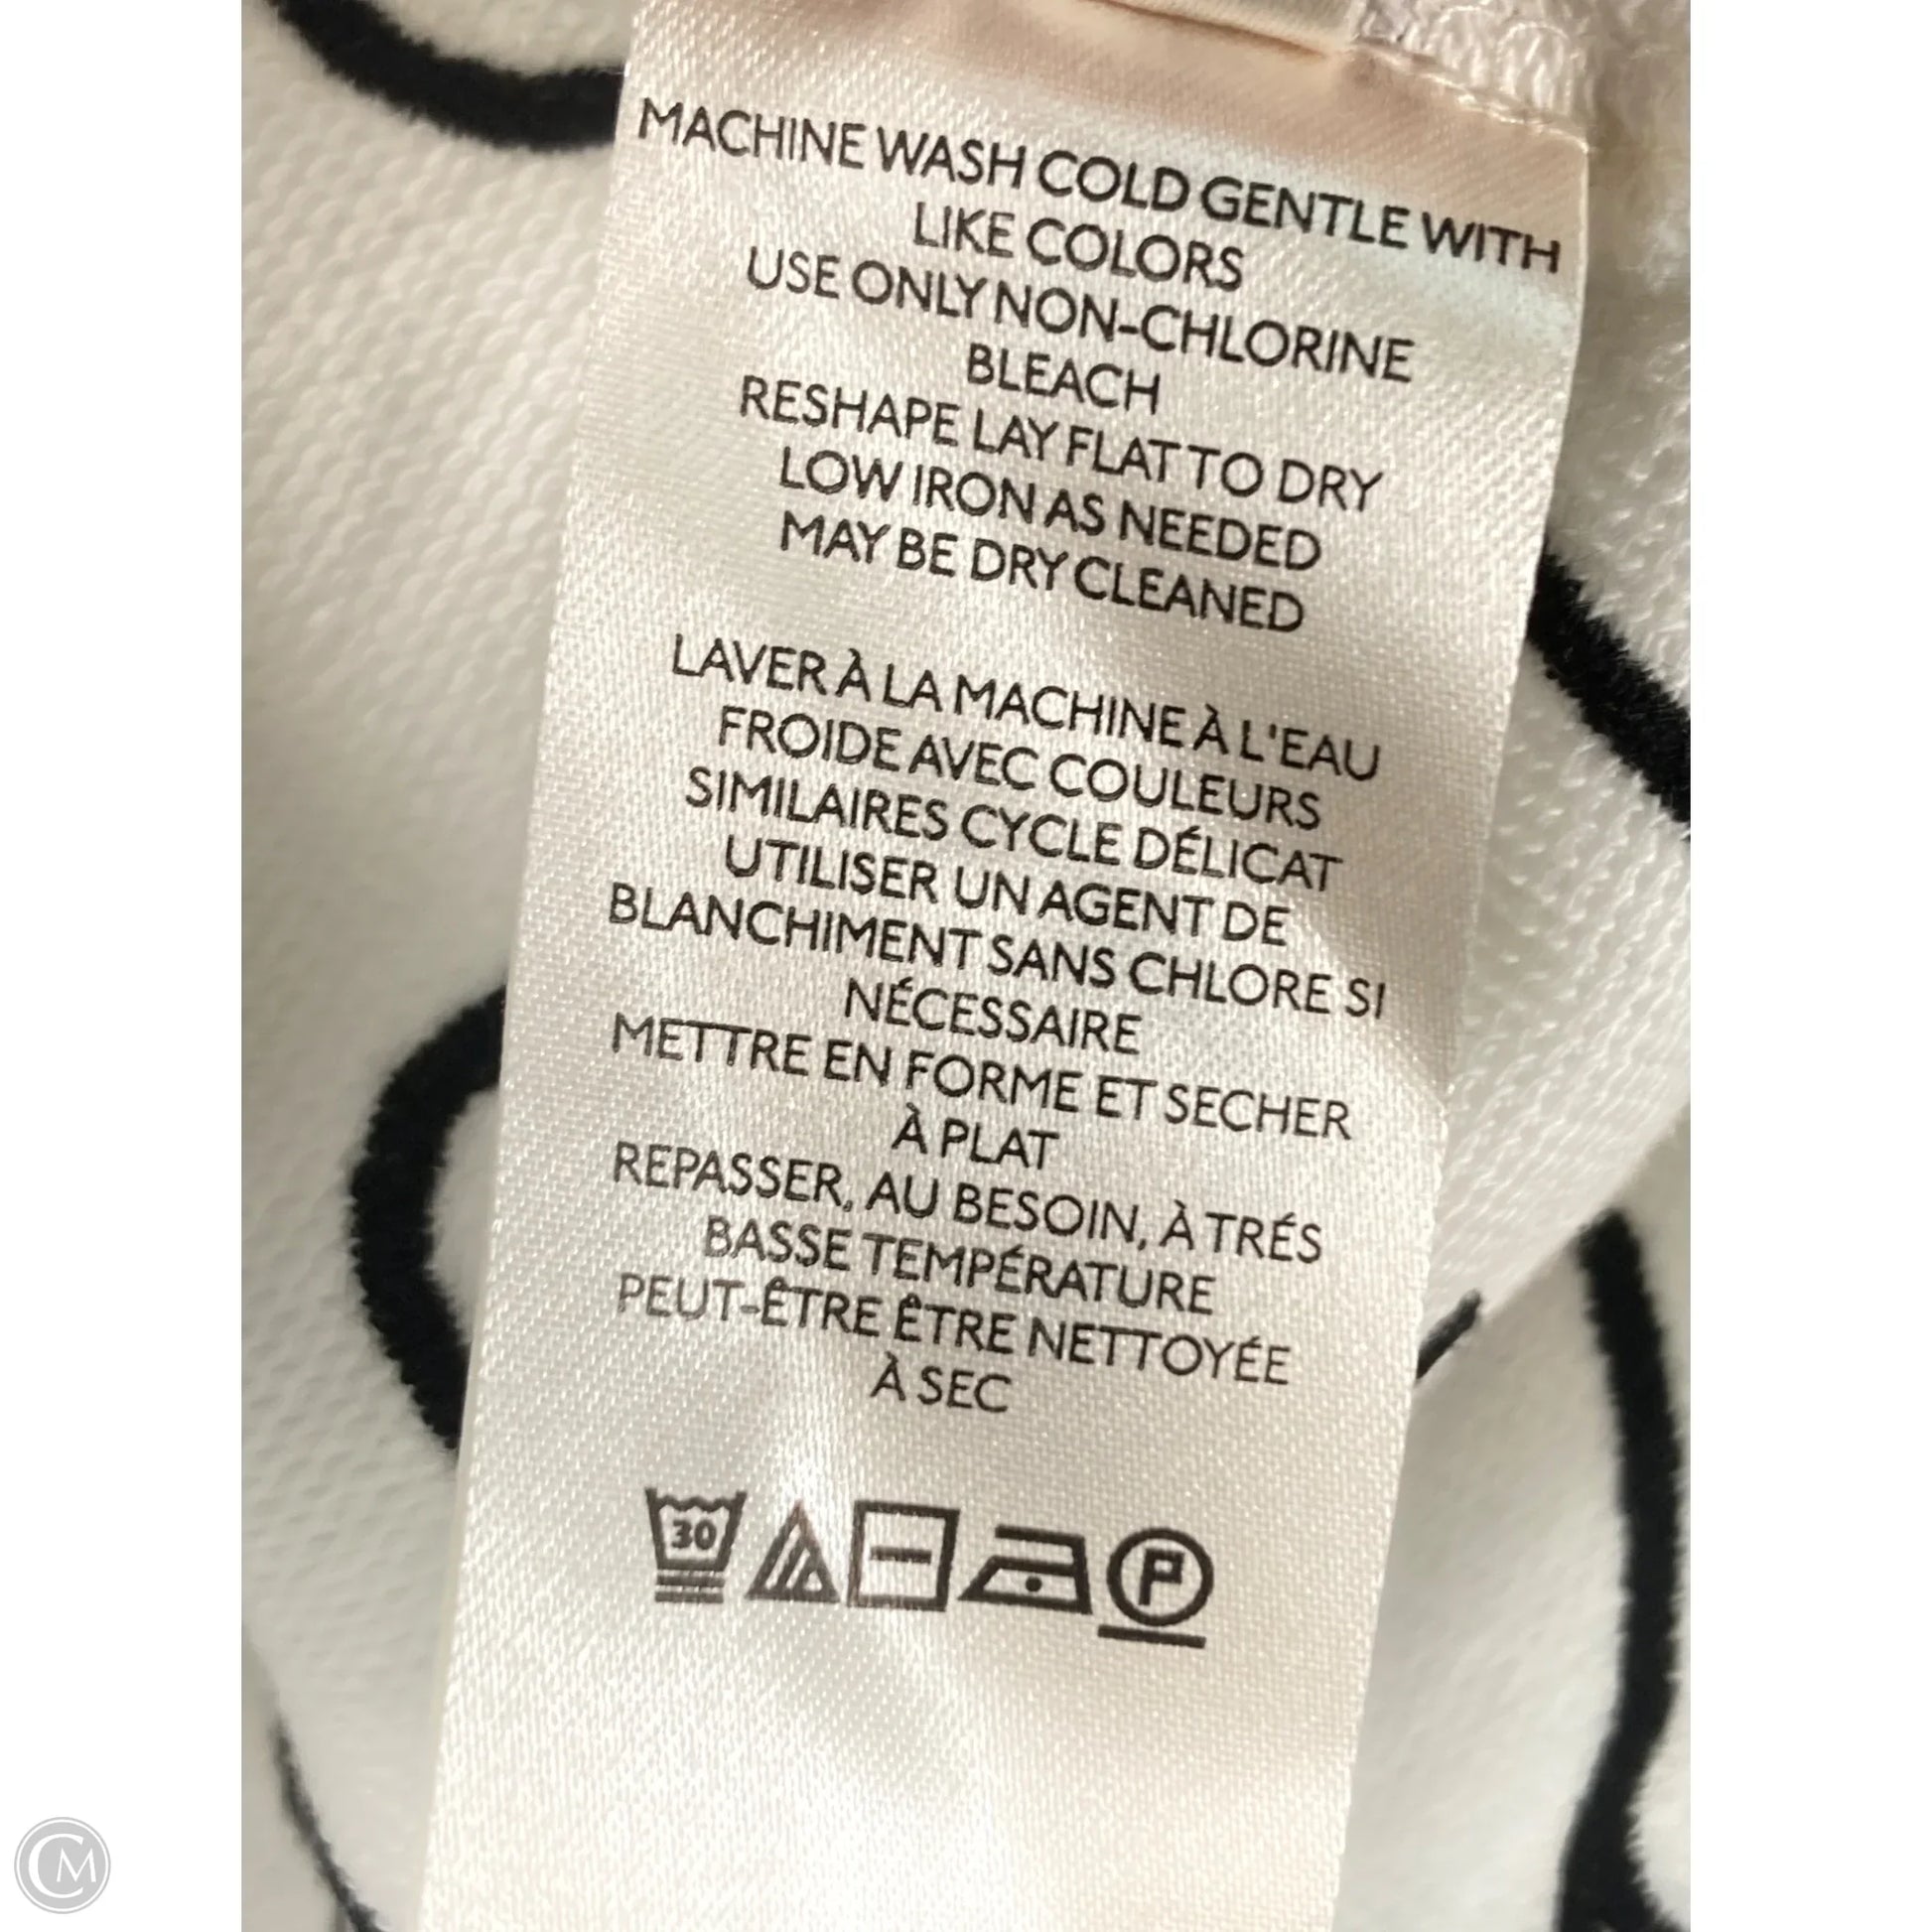 MACHINE WASH COLD GENTLE WITH
LIKE COLORS
USE ONLY NON-CHLORINE
BLEACH
RESHAPE LAY FLAT TO DRY
LOW IRON AS NEEDED
MAY BE DRY CLEANED
LAVER À LA MACHINE À L'EAU
FROIDE AVEC COULEURS
SIMILAIRES CYCLE DÉLICAT
UTILISER UN AGENT DE
BLANCHIMENT SANS CHLORE SI
NÉCESSAIRE
METTRE EN FORME ET SECHER
À PLAT
REPASSER, AU BESOIN, À TRÉS
BASSE TEMPÉRATURE
PEUT-ÊTRE ÊTRE NETTOYÉE
À SEC
30 P
CM